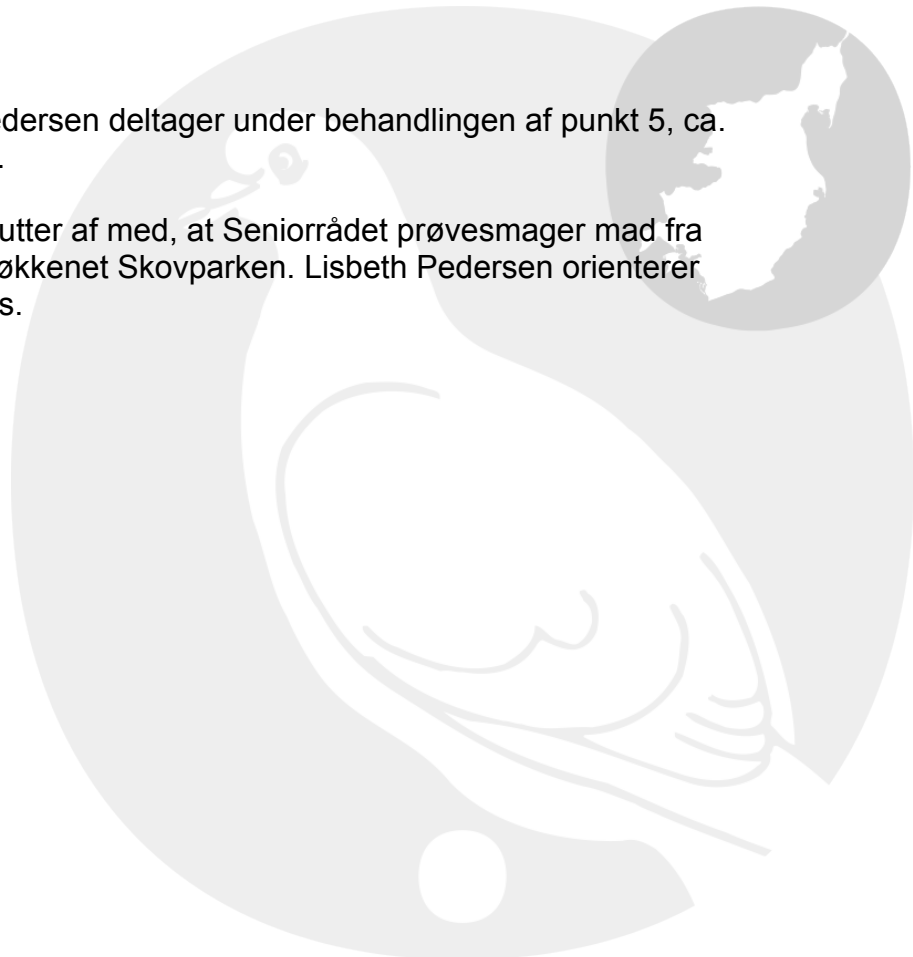 edersen deltager under behandlingen af punkt 5, ca.
.
utter af med, at Seniorrådet prøvesmager mad fra
økkenet Skovparken. Lisbeth Pedersen orienterer
s.